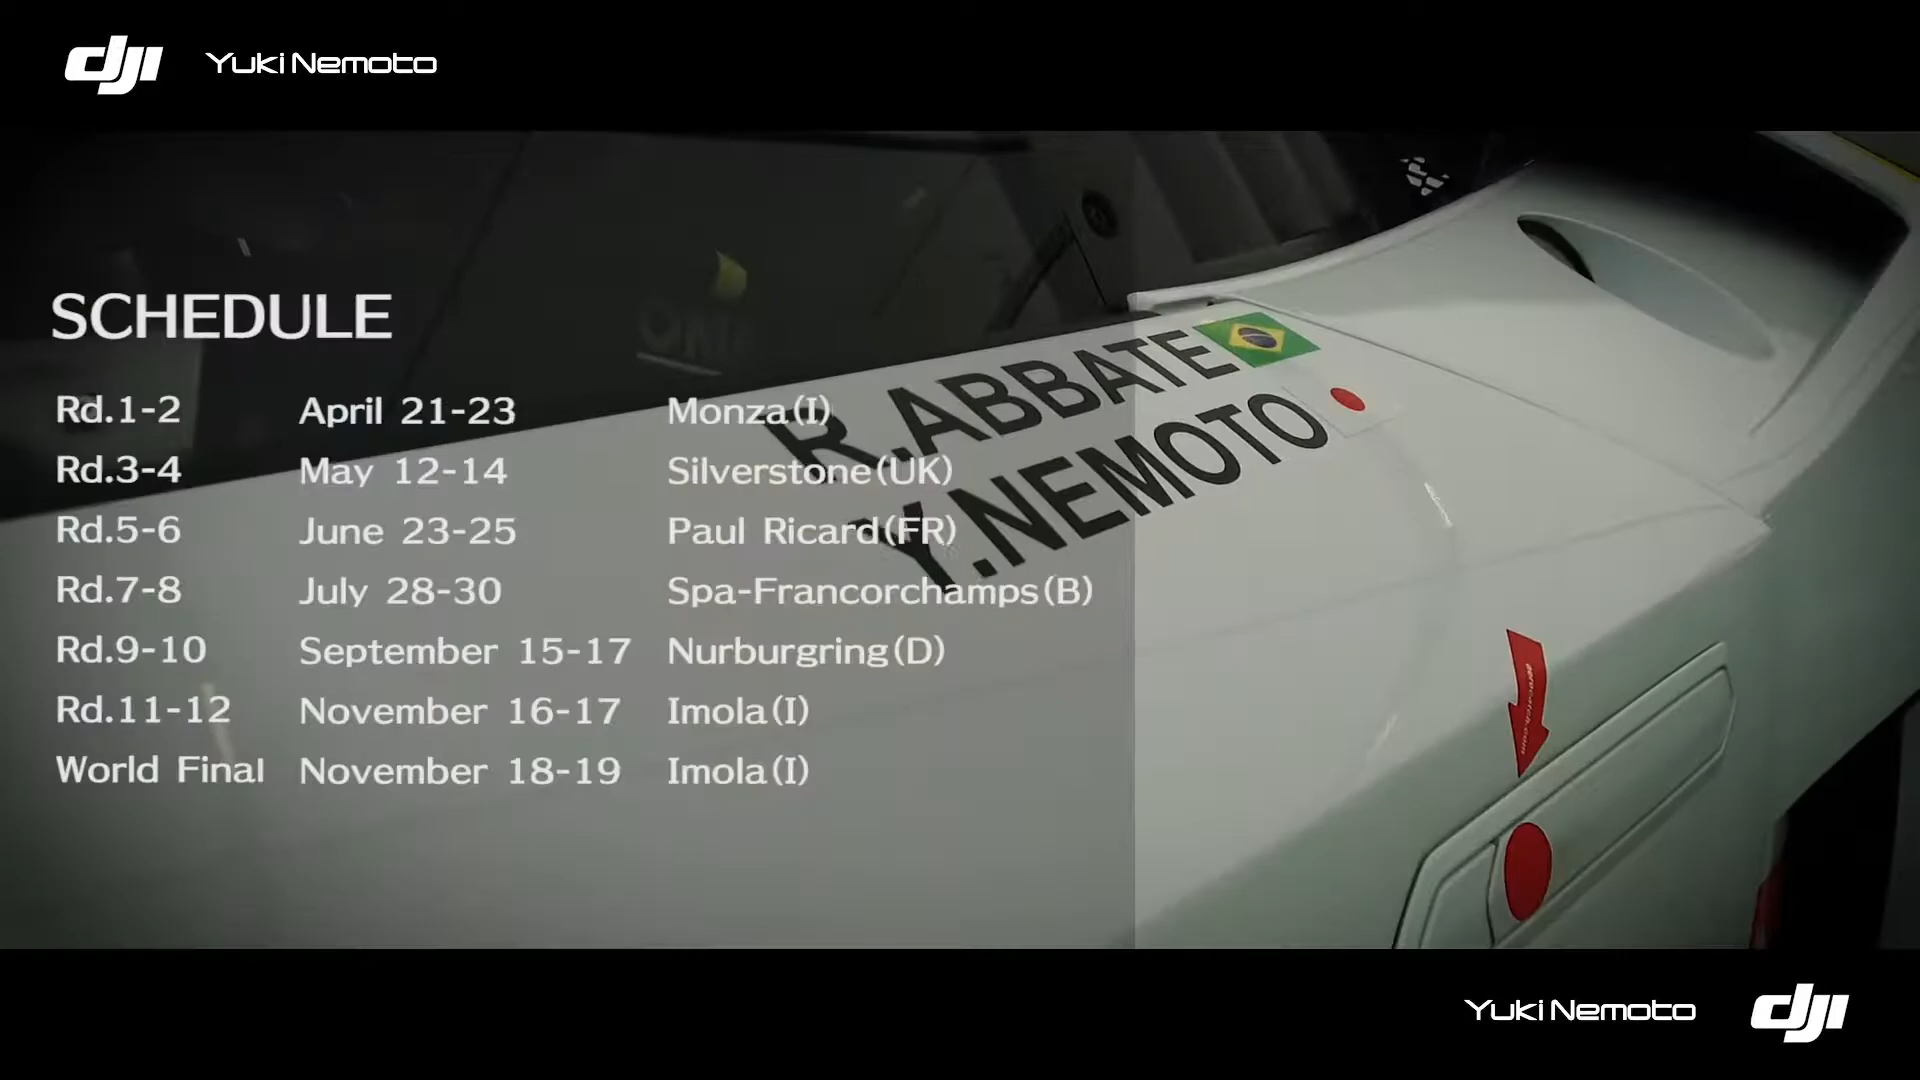 dji Yuki Nemoto
SCHEDULE
Rd.1-2 April 21-23 Monza(I)
Rd.3-4 May 12-14 Silverstone(UK)
Rd.5-6 June 23-25 Paul Ricard(FR)
Rd.7-8 July 28-30 Spa-Francorchamps(B)
Rd.9-10 September 15-17 Nurburgring(D)
Rd.11-12 November 16-17 Imola(I)
World Final November 18-19 Imola(I)
R.ABBATE
Y.NEMOTO
Yuki Nemoto dji